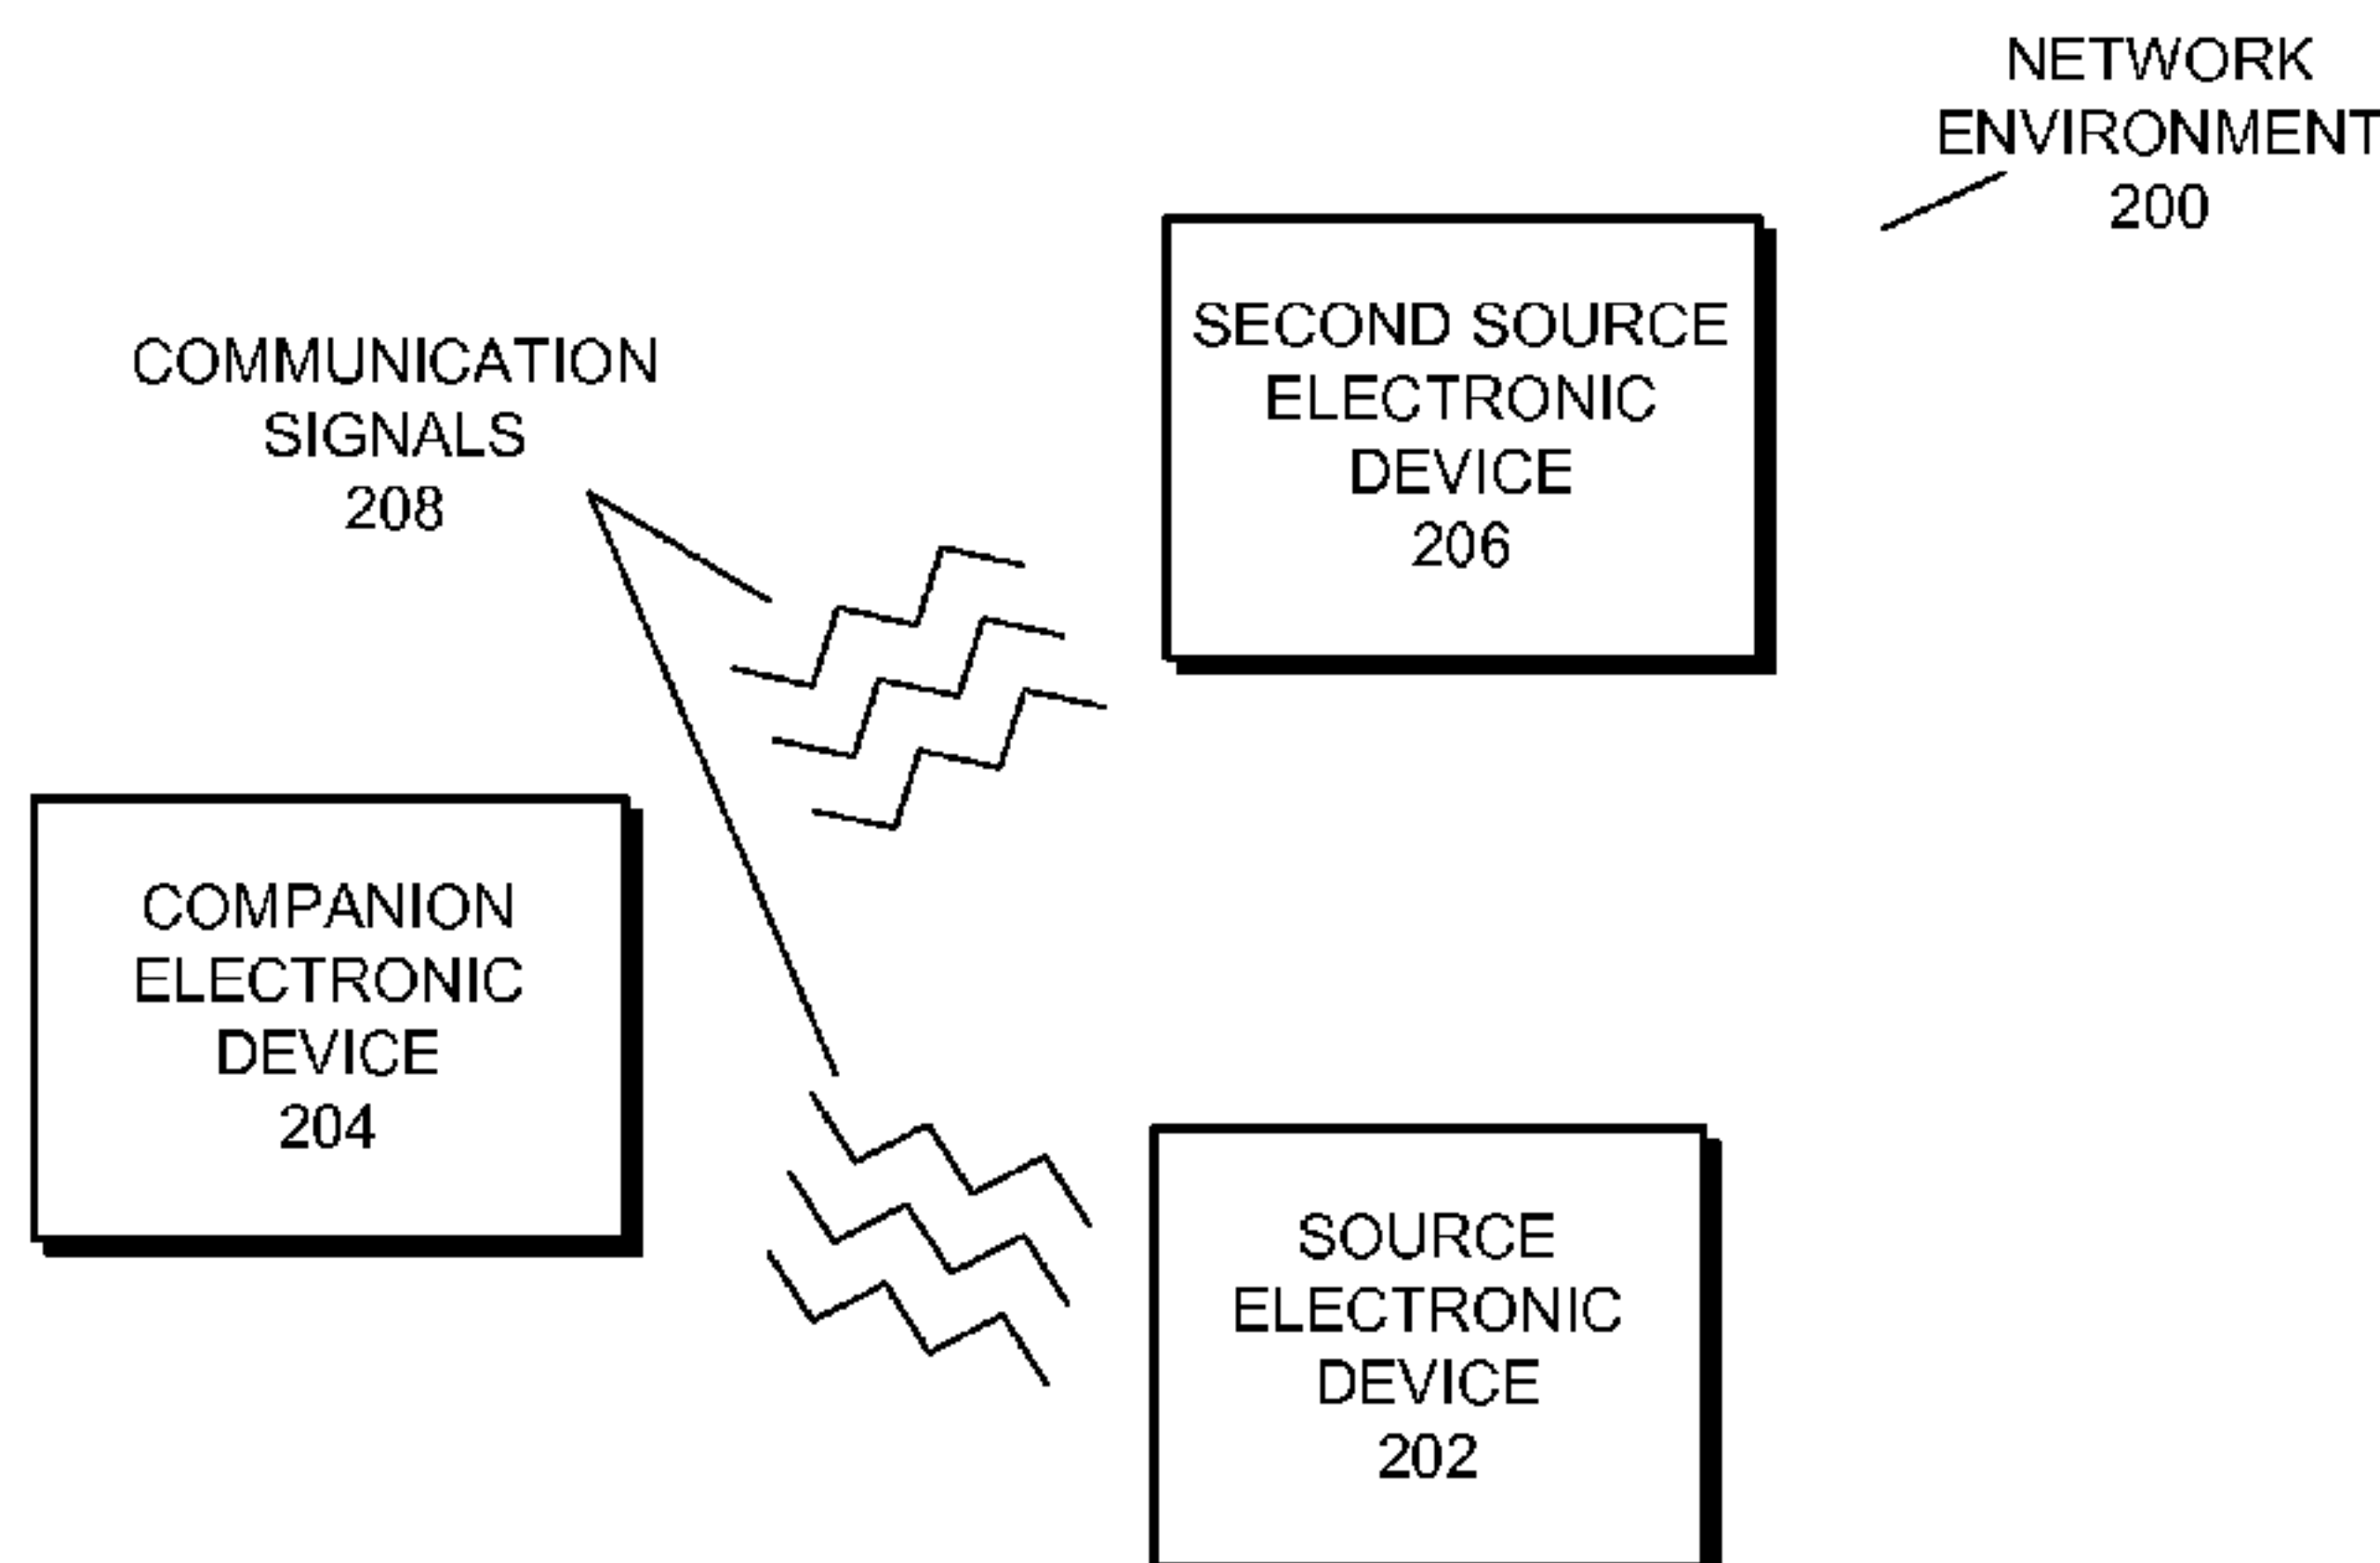 NETWORK
ENVIRONMENT
200
SECOND SOURCE
ELECTRONIC
DEVICE
206
COMMUNICATION
SIGNALS
208
COMPANION
ELECTRONIC
DEVICE
204
SOURCE
ELECTRONIC
DEVICE
202